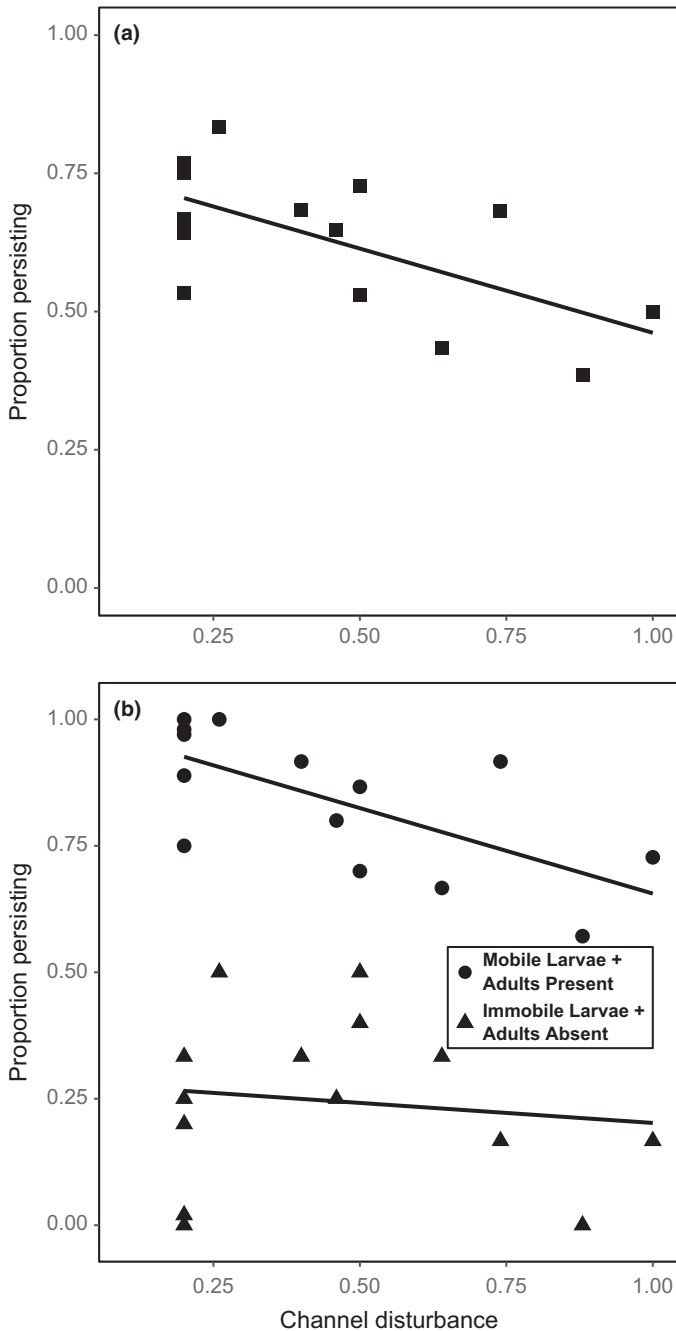 (a)
1.00
0.75
0.50
0.25
0.00
Proportion persisting
0.25 0.50 0.75 1.00
(b)
1.00
0.75
0.50
0.25
0.00
Proportion persisting
Mobile Larvae +
Adults Present
Immobile Larvae +
Adults Absent
0.25 0.50 0.75 1.00
Channel disturbance